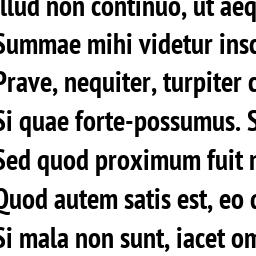 illud non continuo, ut aeq
Summae mihi videtur insc
Prave, nequiter, turpiter c
Si quae forte-possumus. S
Sed quod proximum fuit n
Quod autem satis est, eo
Si mala non sunt, iacet om